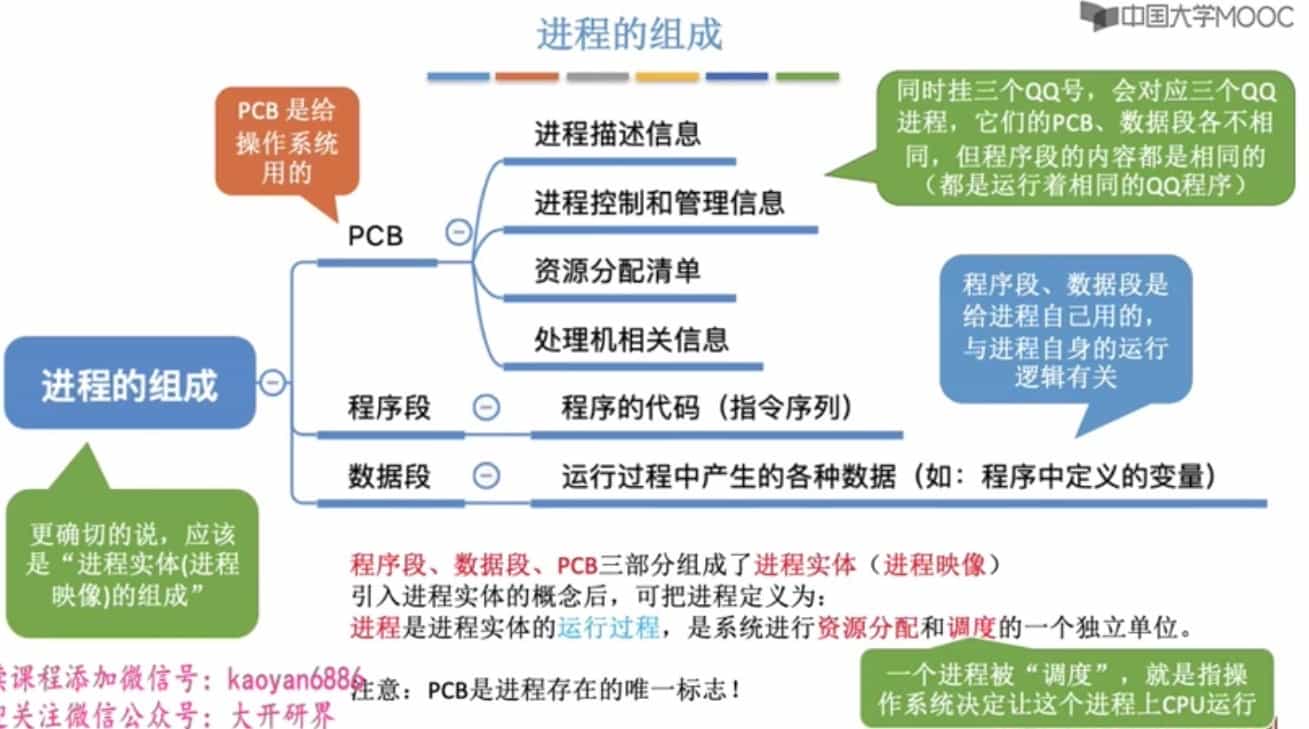 中国大学MOOC
进程的组成
PCB 是给
操作系统
用的
同时挂三个QQ号，会对应三个QQ
进程，它们的PCB、数据段各不相
同，但程序段的内容都是相同的
（都是运行着相同的QQ程序）
进程描述信息
进程控制和管理信息
PCB
资源分配清单
处理机相关信息
程序段、数据段是
给进程自己用的，
与进程自身的运行
逻辑有关
进程的组成
程序段
程序的代码（指令序列）
数据段
运行过程中产生的各种数据（如：程序中定义的变量）
更确切的说，应该
是“进程实体(进程
映像)的组成”
程序段、数据段、PCB三部分组成了进程实体（进程映像）
引入进程实体的概念后，可把进程定义为：
进程是进程实体的运行过程，是系统进行资源分配和调度的一个独立单位。
一个进程被“调度”，就是指操
作系统决定让这个进程上CPU运行
注意：PCB是进程存在的唯一标志！
课程添加微信号：kaoyan6886
关注微信公众号：大开研界